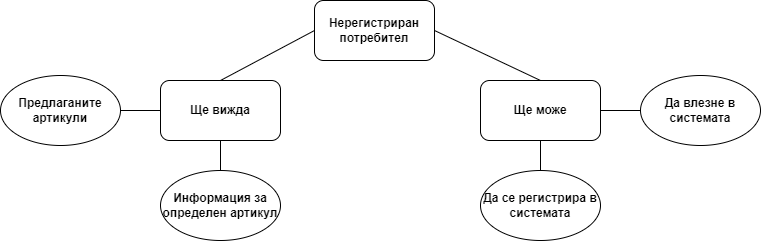 Нерегистриран
потребител
Предлаганите
артикули
Ще вижда
Ще може
Да влезне в
системата
Информация за
определен артикул
Да се регистрира в
системата